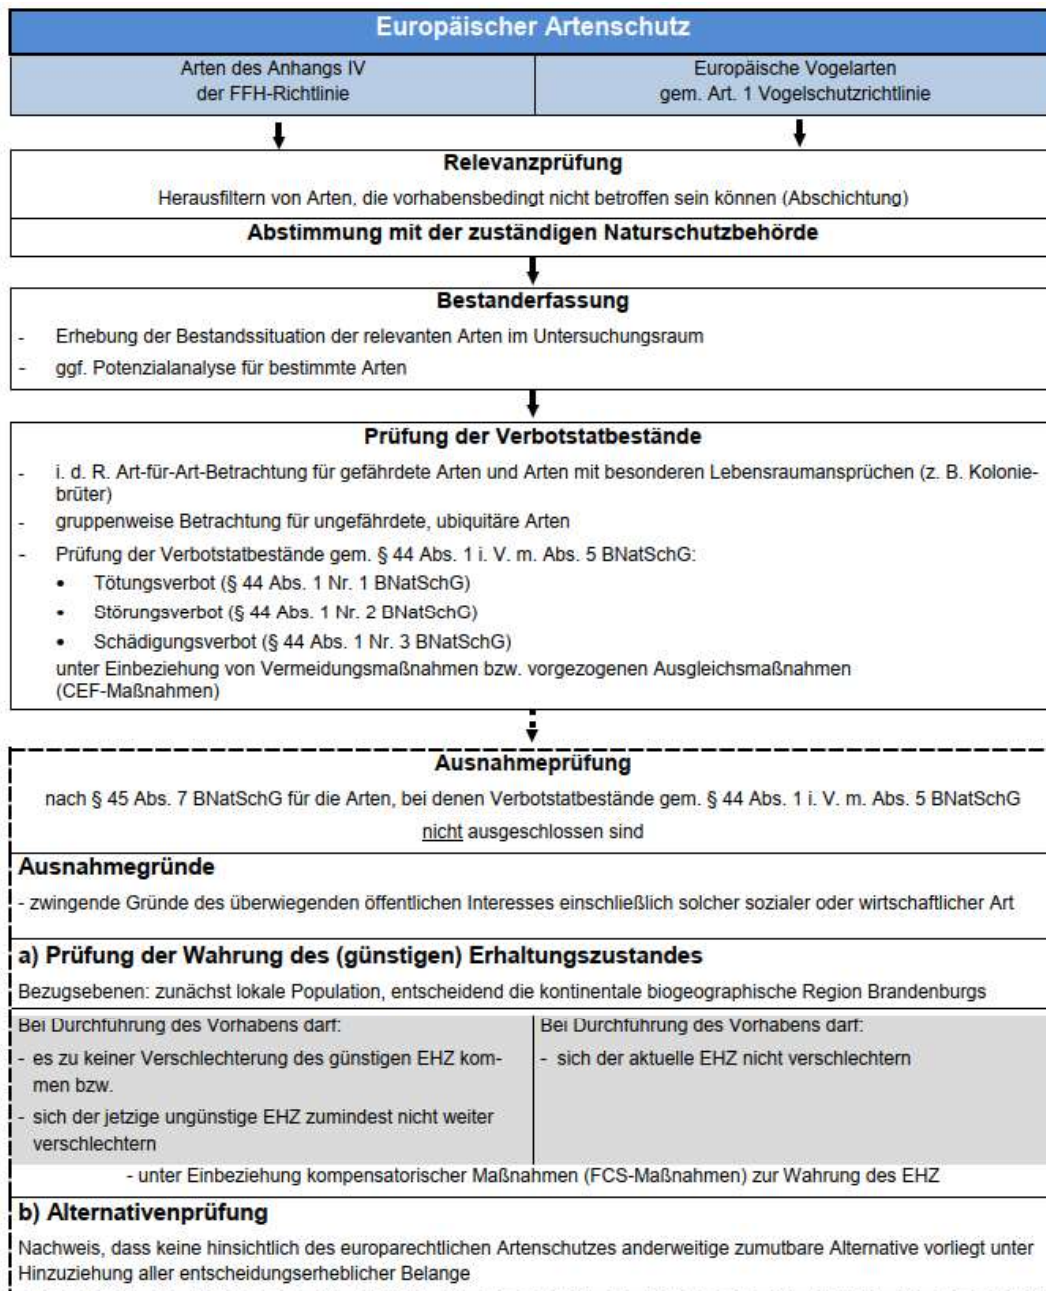 Europäischer Artenschutz
Arten des Anhangs IV
der FFH-Richtlinie
Europäische Vogelarten
gem. Art. 1 Vogelschutzrichtlinie
Relevanzprüfung
Herausfiltern von Arten, die vorhabensbedingt nicht betroffen sein können (Abschichtung)
Abstimmung mit der zuständigen Naturschutzbehörde
Bestanderfassung
- Erhebung der Bestandssituation der relevanten Arten im Untersuchungsraum
- ggf. Potenzialanalyse für bestimmte Arten
Prüfung der Verbotstatbestände
- i. d. R. Art-für-Art-Betrachtung für gefährdete Arten und Arten mit besonderen Lebensraumansprüchen (z. B. Kolonie-
brüter)
- gruppenweise Betrachtung für ungefährdete, ubiquitäre Arten
- Prüfung der Verbotstatbestände gem. § 44 Abs. 1 i. V. m. Abs. 5 BNatSchG:
• Tötungsverbot (§ 44 Abs. 1 Nr. 1 BNatSchG)
• Störungsverbot (§ 44 Abs. 1 Nr. 2 BNatSchG)
• Schädigungsverbot (§ 44 Abs. 1 Nr. 3 BNatSchG)
unter Einbeziehung von Vermeidungsmaßnahmen bzw. vorgezogenen Ausgleichsmaßnahmen
(CEF-Maßnahmen)
Ausnahmeprüfung
nach § 45 Abs. 7 BNatSchG für die Arten, bei denen Verbotstatbestände gem. § 44 Abs. 1 i. V. m. Abs. 5 BNatSchG
nicht ausgeschlossen sind
Ausnahmegründe
- zwingende Gründe des überwiegenden öffentlichen Interesses einschließlich solcher sozialer oder wirtschaftlicher Art
a) Prüfung der Wahrung des (günstigen) Erhaltungszustandes
Bezugsebenen: zunächst lokale Population, entscheidend die kontinentale biogeographische Region Brandenburgs
Bei Durchführung des Vorhabens darf:
- es zu keiner Verschlechterung des günstigen EHZ kom-
men bzw.
- sich der jetzige ungünstige EHZ zumindest nicht weiter
verschlechtern
Bei Durchführung des Vorhabens darf:
- sich der aktuelle EHZ nicht verschlechtern
- unter Einbeziehung kompensatorischer Maßnahmen (FCS-Maßnahmen) zur Wahrung des EHZ
b) Alternativenprüfung
Nachweis, dass keine hinsichtlich des europarechtlichen Artenschutzes anderweitige zumutbare Alternative vorliegt unter
Hinzuziehung aller entscheidungserheblicher Belange